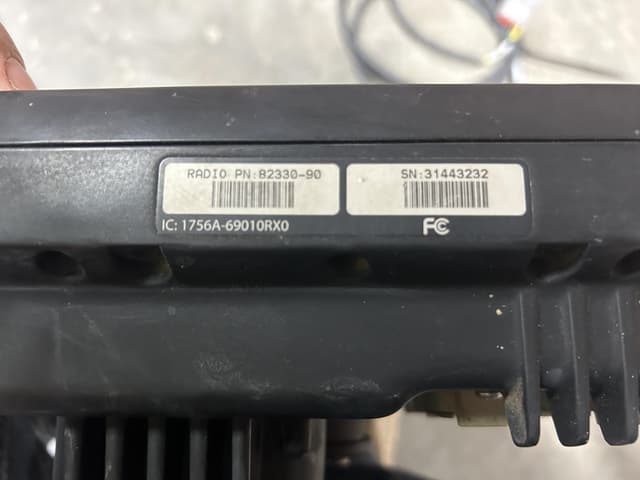 RADIO PN:82330-90
SN:31443232
IC: 1756A-69010RX0
FC